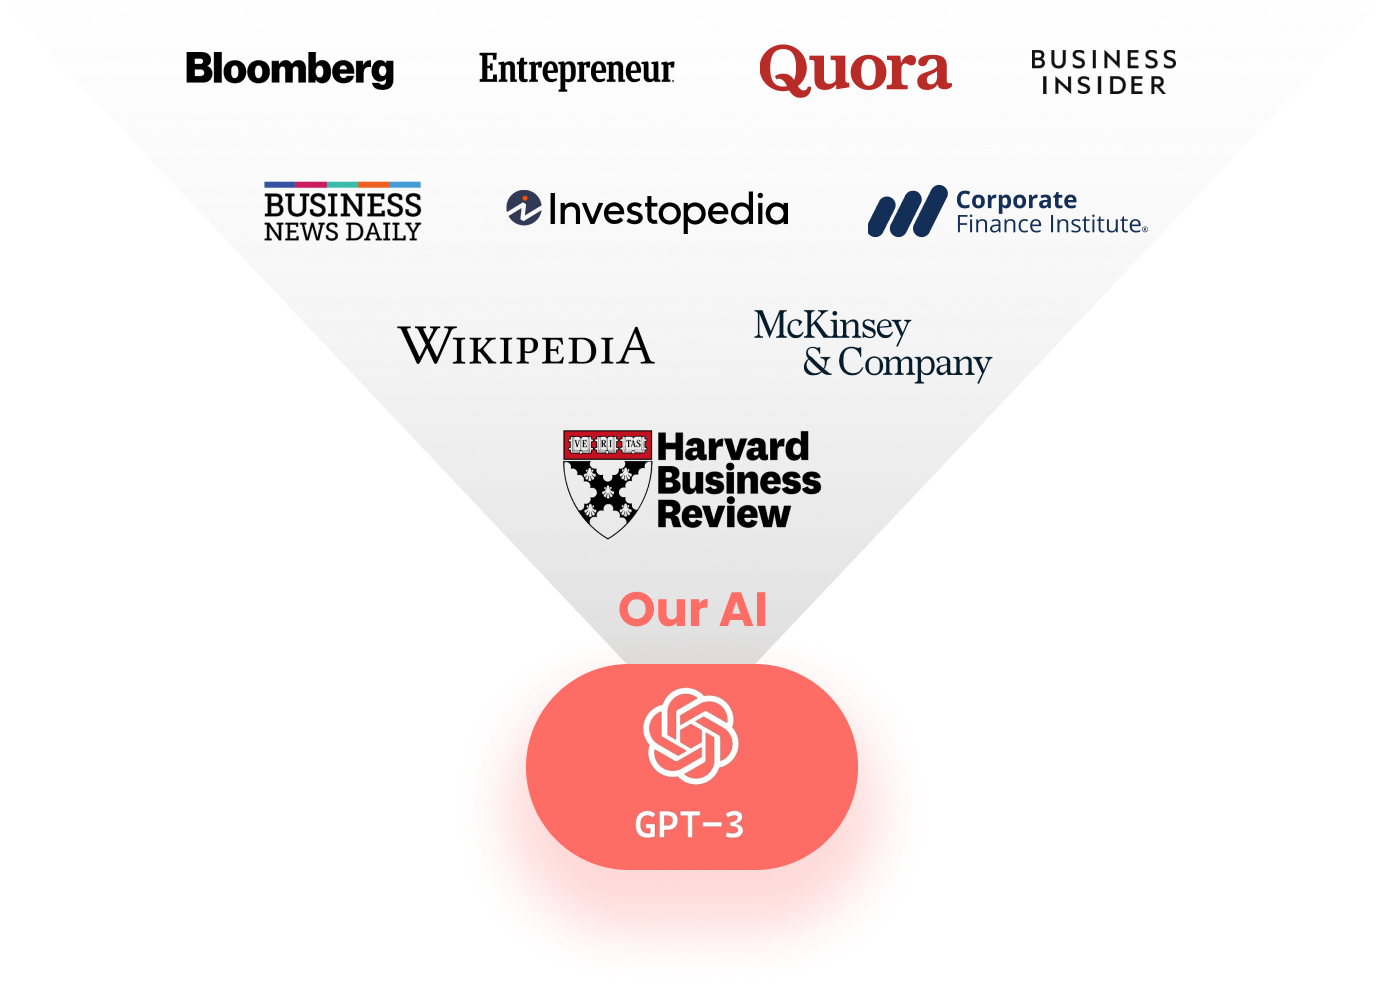 Bloomberg
Entrepreneur
Quora
BUSINESS
INSIDER
BUSINESS
NEWS DAILY
Investopedia
Corporate
Finance Institute®
WIKIPEDIA
McKinsey
& Company
VE RI TAS
Harvard
Business
Review
Our AI
GPT-3